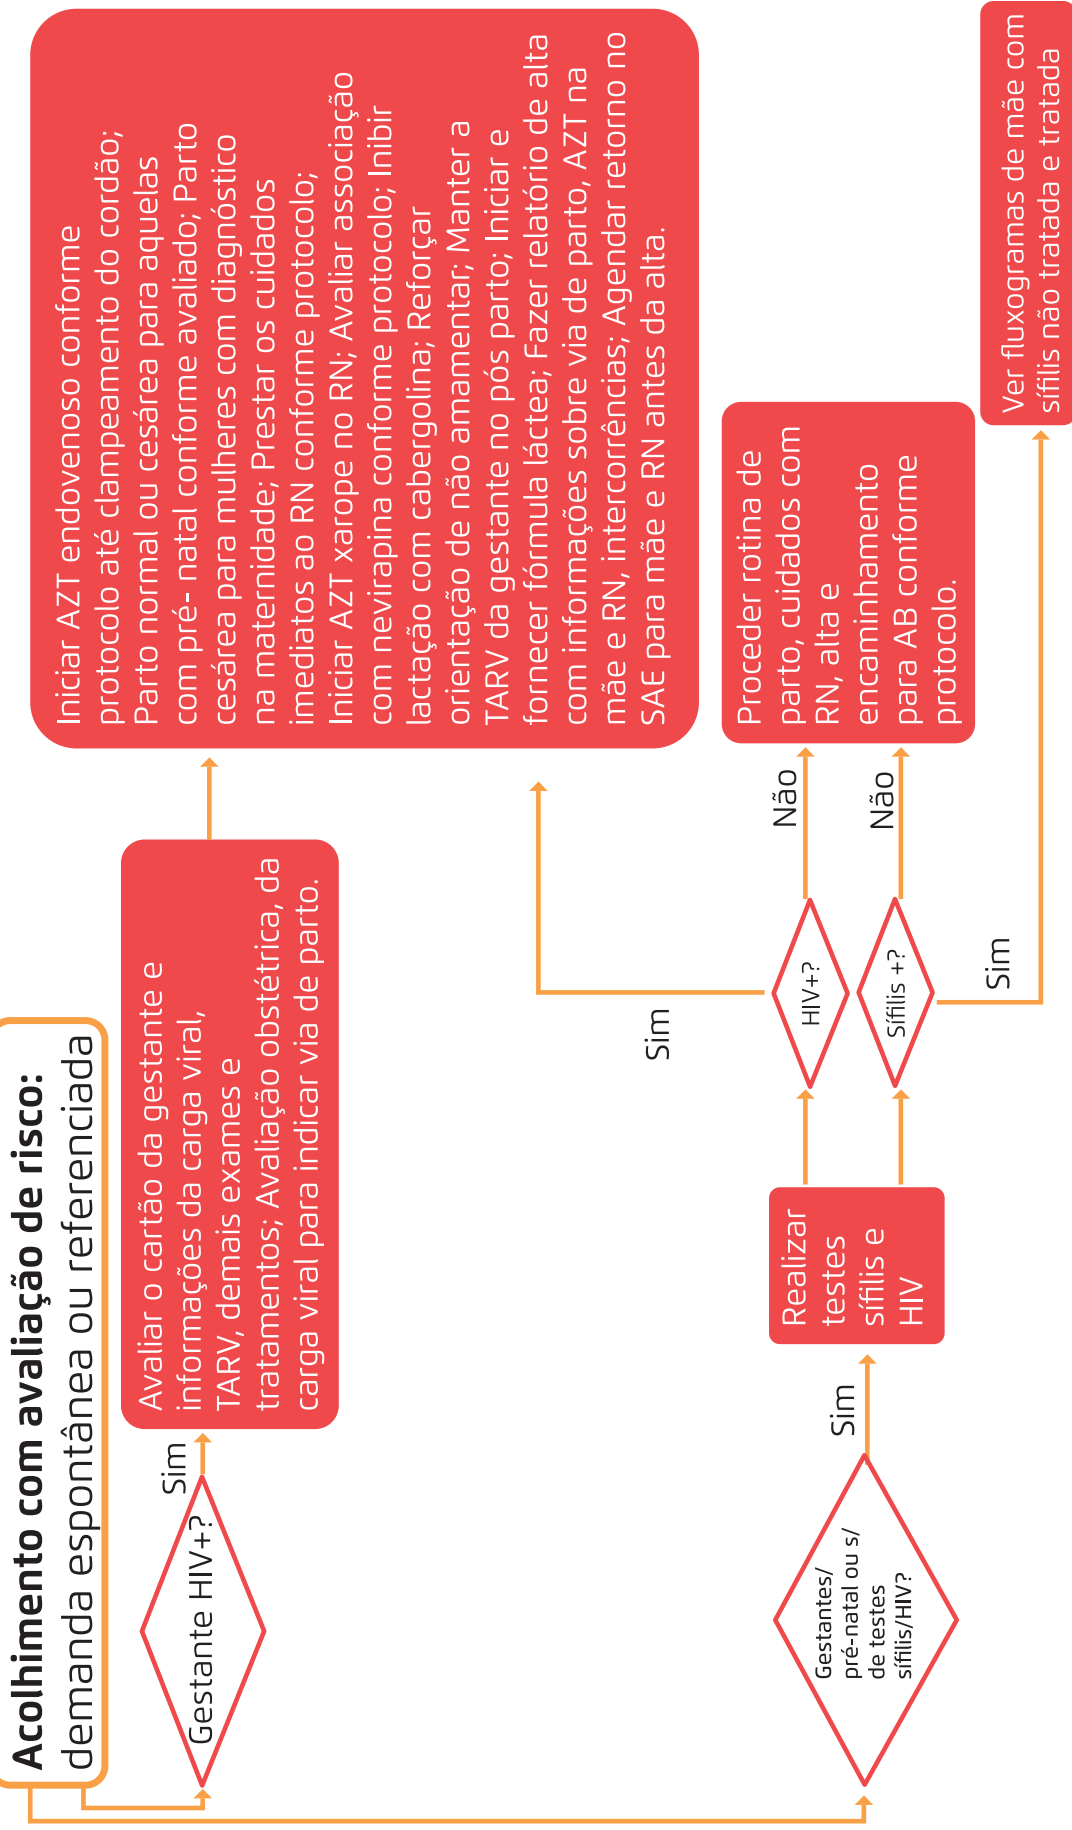 Acolhimento com avaliação de risco:
demanda espontânea ou referenciada
Gestante HIV+?
Sim
Avaliar o cartão da gestante e
informações da carga viral,
TARV, demais exames e
tratamentos; Avaliação obstétrica, da
carga viral para indicar via de parto.
Iniciar AZT endovenoso conforme
protocolo até clampeamento do cordão;
Parto normal ou cesárea para aquelas
com pré- natal conforme avaliado; Parto
cesárea para mulheres com diagnóstico
na maternidade; Prestar os cuidados
imediatos ao RN conforme protocolo;
Iniciar AZT xarope no RN; Avaliar associação
com nevirapina conforme protocolo; Inibir
lactação com cabergolina; Reforçar
orientação de não amamentar; Manter a
TARV da gestante no pós parto; Iniciar e
fornecer fórmula láctea; Fazer relatório de alta
com informações sobre via de parto, AZT na
mãe e RN, intercorrências; Agendar retorno no
SAE para mãe e RN antes da alta.
Gestantes/
pré-natal ou s/
de testes
sífilis/HIV?
Sim
Realizar
testes
sífilis e
HIV
HIV+?
Sim
Não
Sífilis +?
Não
Sim
Proceder rotina de
parto, cuidados com
RN, alta e
encaminhamento
para AB conforme
protocolo.
Ver fluxogramas de mãe com
sífilis não tratada e tratada